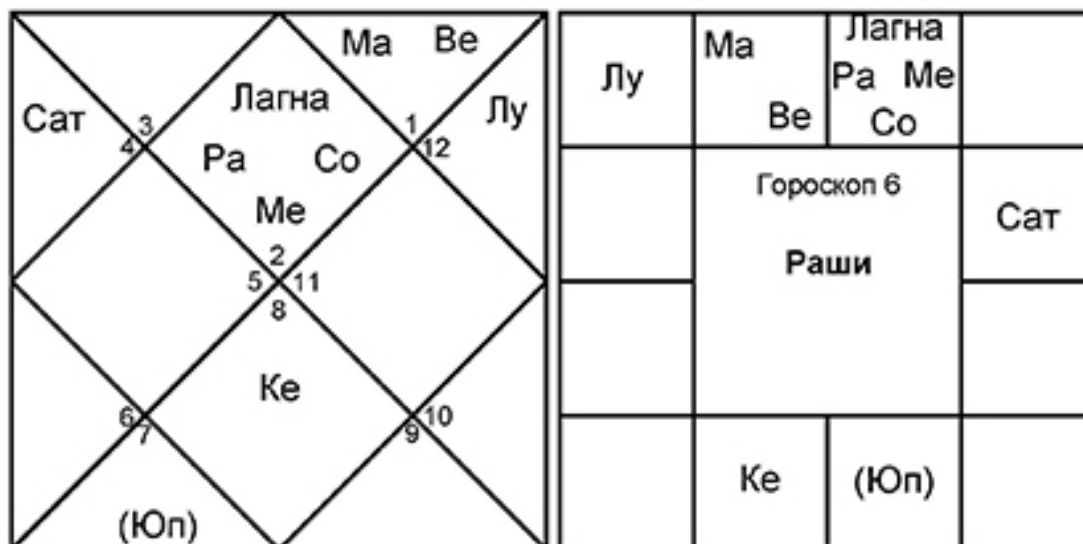 Ма Ве
Сат Лагна Лу
3 1
4 12
Ра Со
Ме
2
5 11
8
Ке
6 10
7 9
(Юп)
Лу Ма Ве Лагна
Ра Ме
Со
Гороскоп 6
Раши
Сат
Ке (Юп)